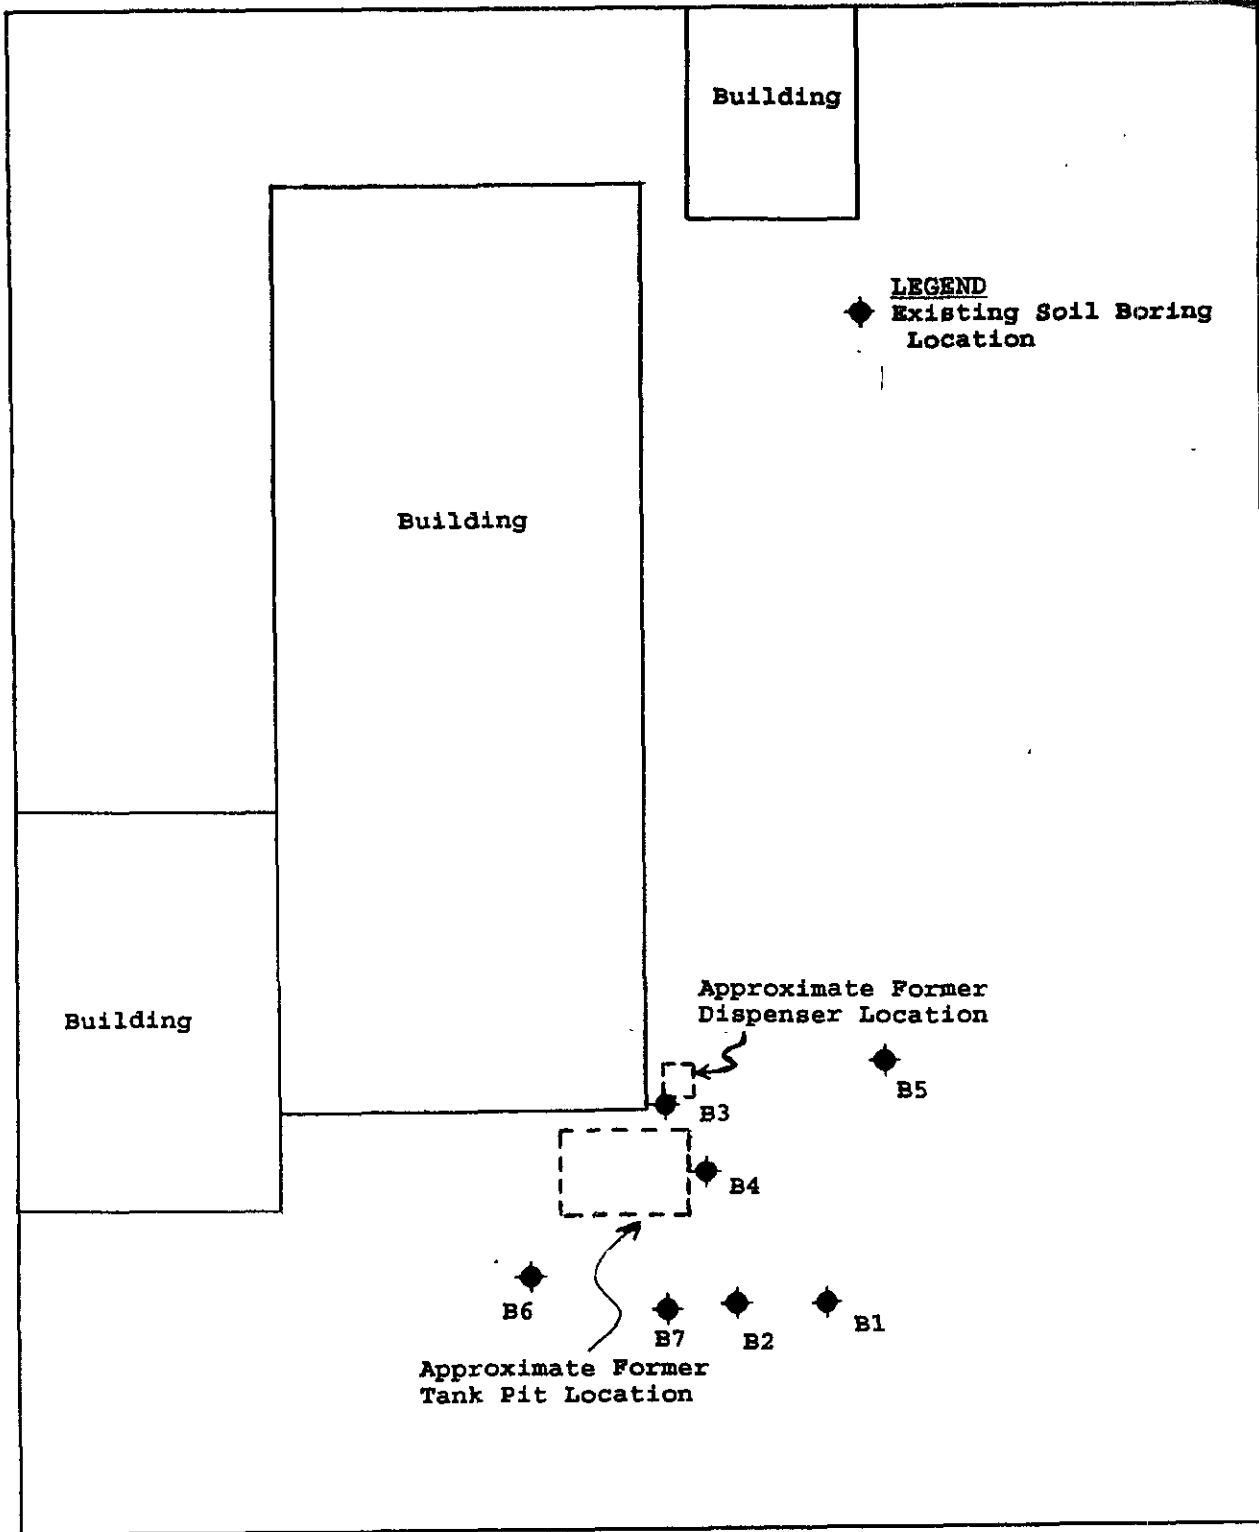 Building
LEGEND
Existing Soil Boring
Location
Building
Approximate Former
Dispenser Location
Building
B5
B3
B4
B6
B7
B2
B1
Approximate Former
Tank Pit Location